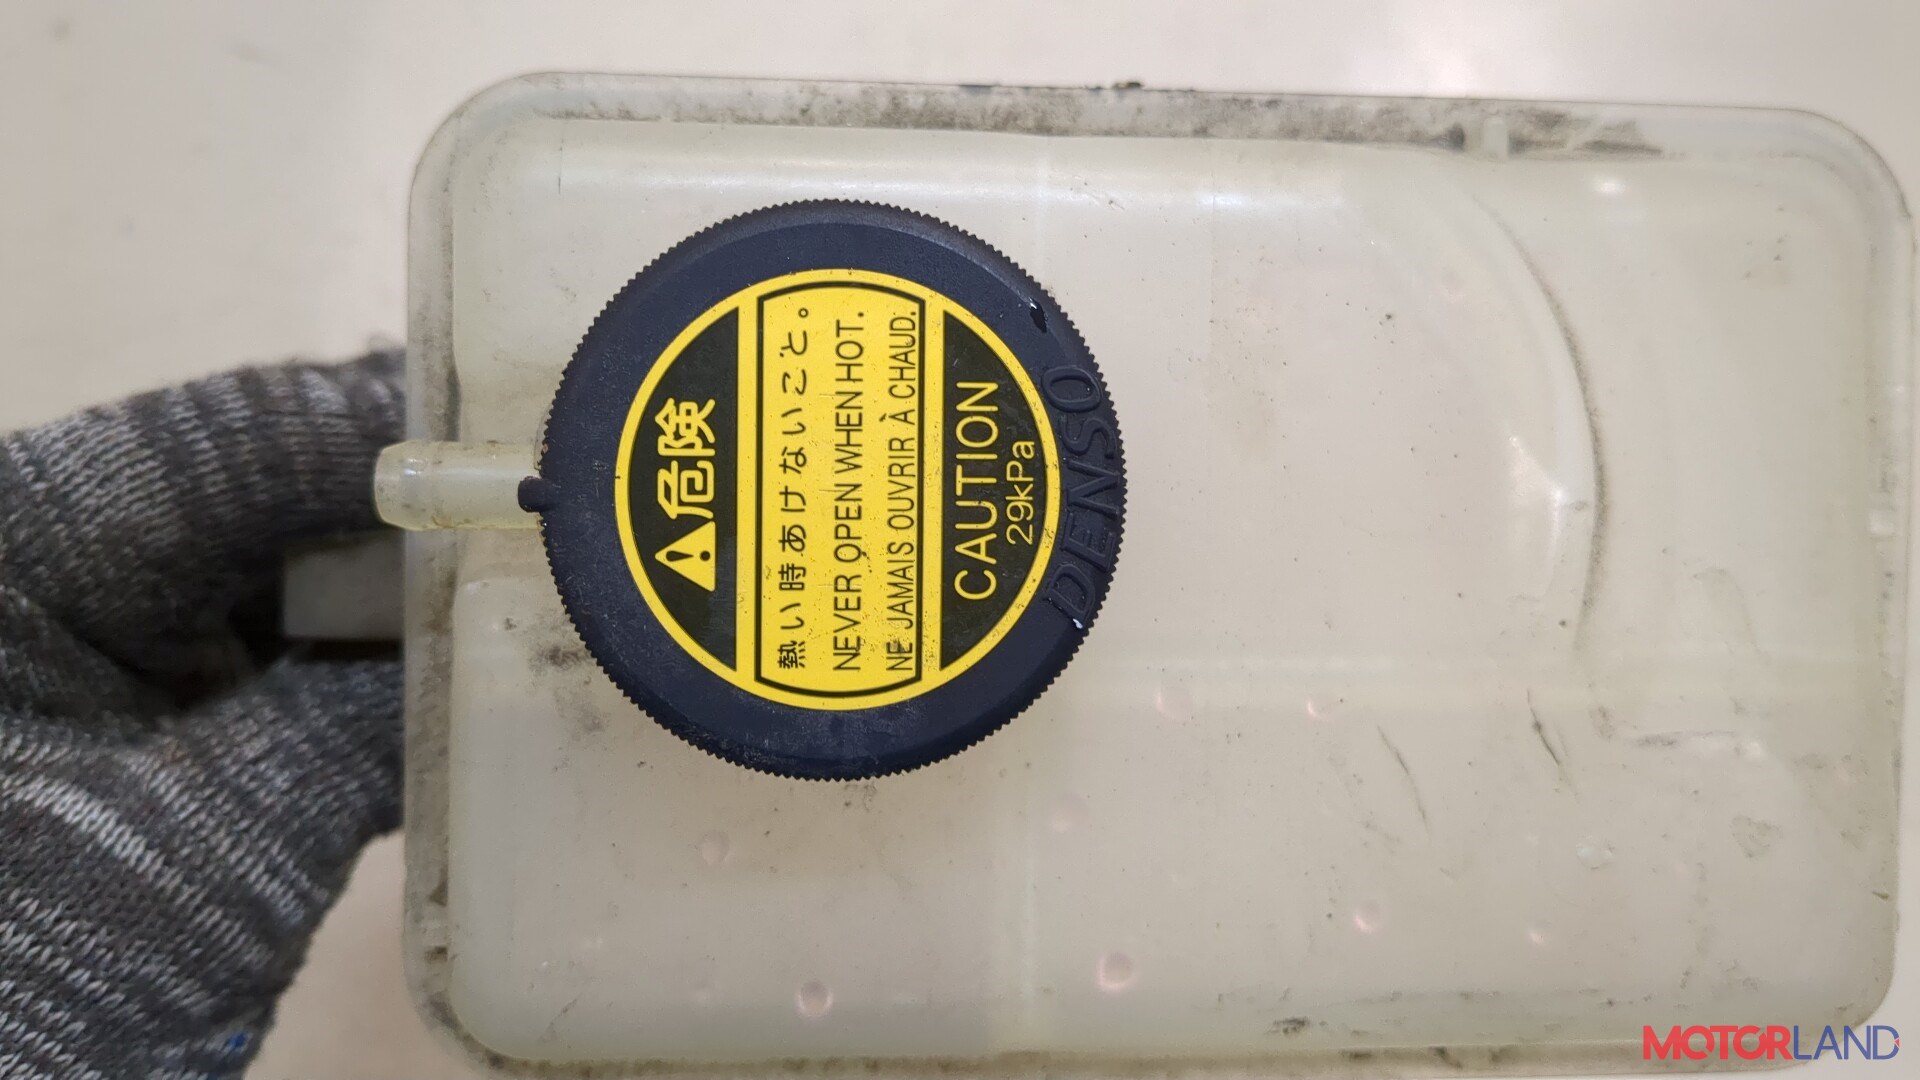 危険
熱い時あけないこと。
NEVER OPEN WHEN HOT.
NE JAMAIS OUVRIR À CHAUD.
CAUTION
29kPa
DENSO
MOTORLAND